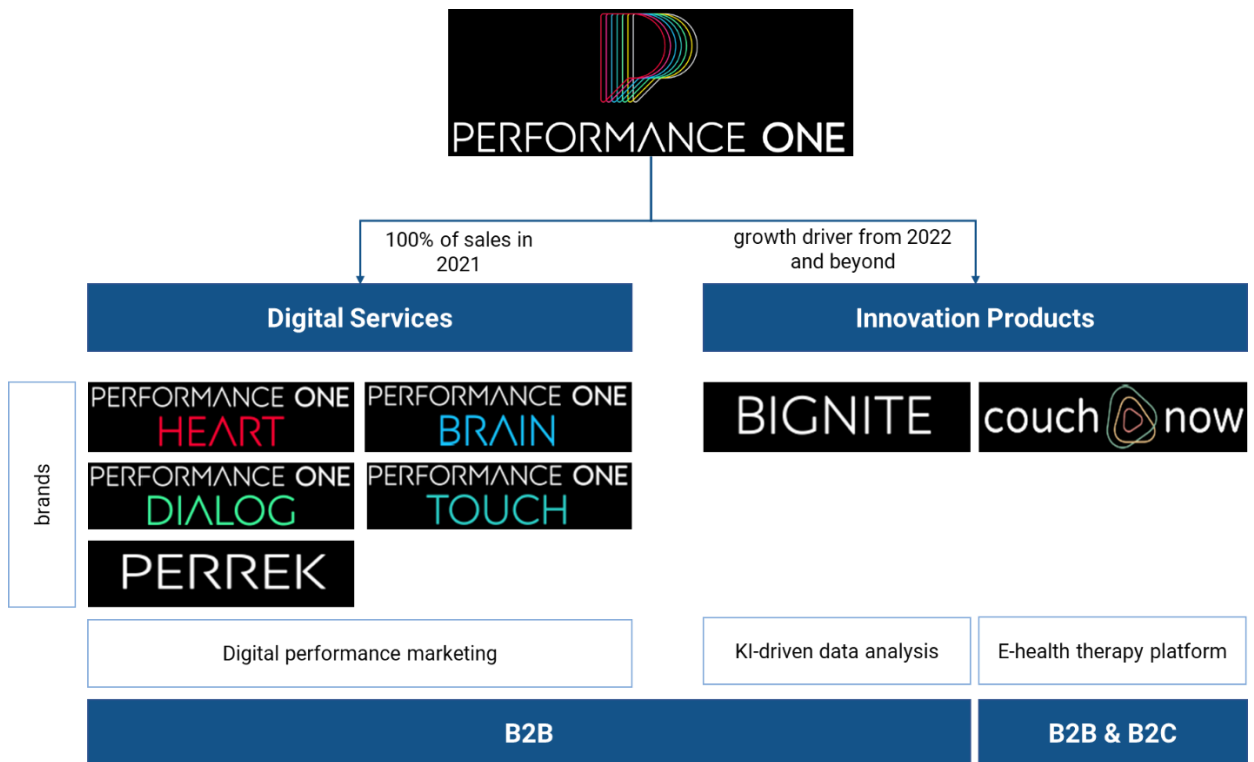 PERFORMANCE ONE
100% of sales in
2021
growth driver from 2022
and beyond
Digital Services
Innovation Products
brands
PERFORMANCE ONE
HEART
PERFORMANCE ONE
BRAIN
BIGNITE
couch now
PERFORMANCE ONE
DIALOG
PERFORMANCE ONE
TOUCH
PERREK
Digital performance marketing
KI-driven data analysis
E-health therapy platform
B2B
B2B & B2C